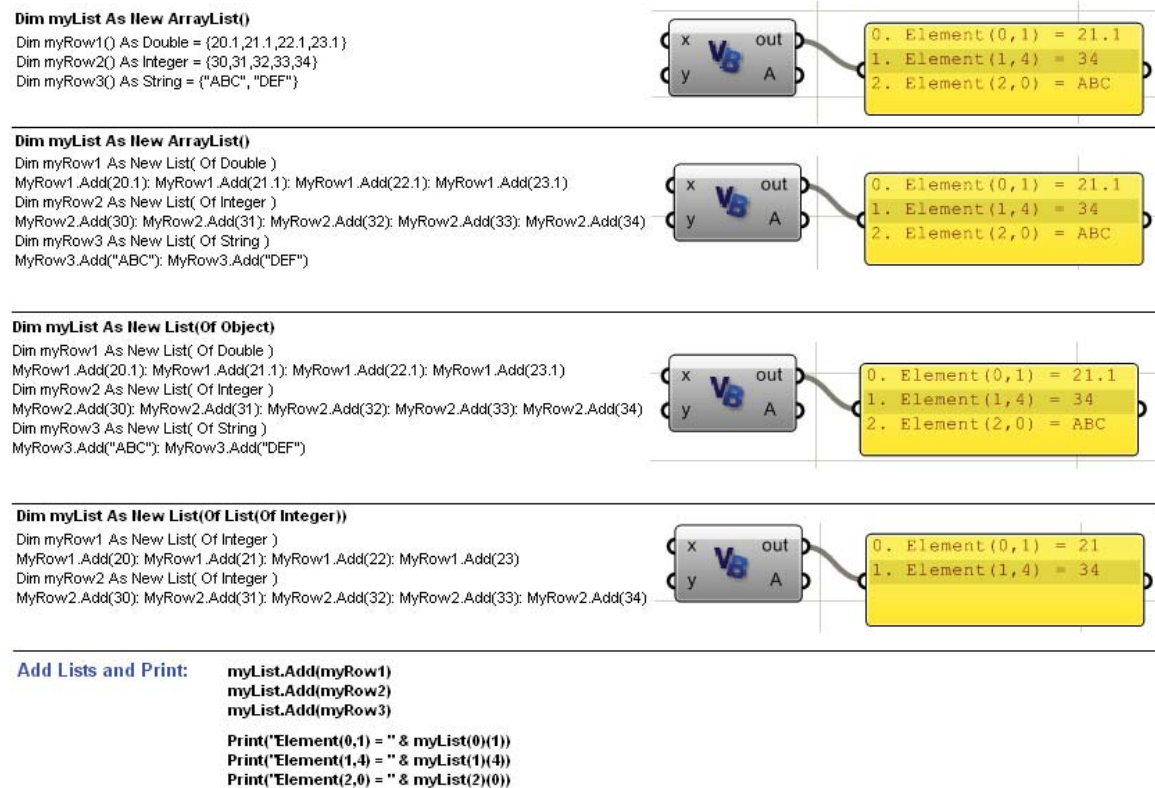 Dim myList As New ArrayList()
Dim myRow1() As Double = {20.1,21.1,22.1,23.1}
Dim myRow2() As Integer = {30,31,32,33,34}
Dim myRow3() As String = {"ABC", "DEF"}
x
y
VB
out
A
0. Element(0,1) = 21.1
1. Element(1,4) = 34
2. Element(2,0) = ABC
Dim myList As New ArrayList()
Dim myRow1 As New List( Of Double )
MyRow1.Add(20.1): MyRow1.Add(21.1): MyRow1.Add(22.1): MyRow1.Add(23.1)
Dim myRow2 As New List( Of Integer )
MyRow2.Add(30): MyRow2.Add(31): MyRow2.Add(32): MyRow2.Add(33): MyRow2.Add(34)
Dim myRow3 As New List( Of String )
MyRow3.Add("ABC"): MyRow3.Add("DEF")
x
y
VB
out
A
0. Element(0,1) = 21.1
1. Element(1,4) = 34
2. Element(2,0) = ABC
Dim myList As New List(Of Object)
Dim myRow1 As New List( Of Double )
MyRow1.Add(20.1): MyRow1.Add(21.1): MyRow1.Add(22.1): MyRow1.Add(23.1)
Dim myRow2 As New List( Of Integer )
MyRow2.Add(30): MyRow2.Add(31): MyRow2.Add(32): MyRow2.Add(33): MyRow2.Add(34)
Dim myRow3 As New List( Of String )
MyRow3.Add("ABC"): MyRow3.Add("DEF")
x
y
VB
out
A
0. Element(0,1) = 21.1
1. Element(1,4) = 34
2. Element(2,0) = ABC
Dim myList As New List(Of List(Of Integer))
Dim myRow1 As New List( Of Integer )
MyRow1.Add(20): MyRow1.Add(21): MyRow1.Add(22): MyRow1.Add(23)
Dim myRow2 As New List( Of Integer )
MyRow2.Add(30): MyRow2.Add(31): MyRow2.Add(32): MyRow2.Add(33): MyRow2.Add(34)
x
y
VB
out
A
0. Element(0,1) = 21
1. Element(1,4) = 34
Add Lists and Print:
myList.Add(myRow1)
myList.Add(myRow2)
myList.Add(myRow3)
Print("Element(0,1) = " & myList(0)(1))
Print("Element(1,4) = " & myList(1)(4))
Print("Element(2,0) = " & myList(2)(0))